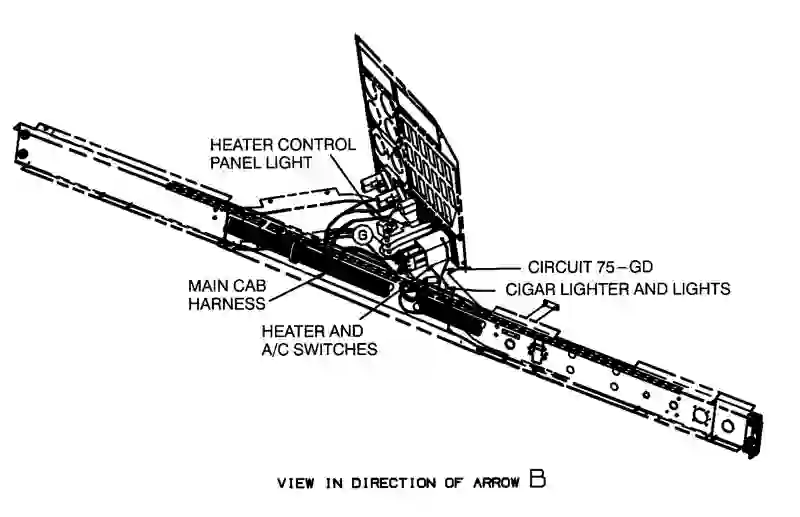 HEATER CONTROL
PANEL LIGHT
G
CIRCUIT 75-GD
MAIN CAB
HARNESS
CIGAR LIGHTER AND LIGHTS
HEATER AND
A/C SWITCHES
VIEW IN DIRECTION OF ARROW B